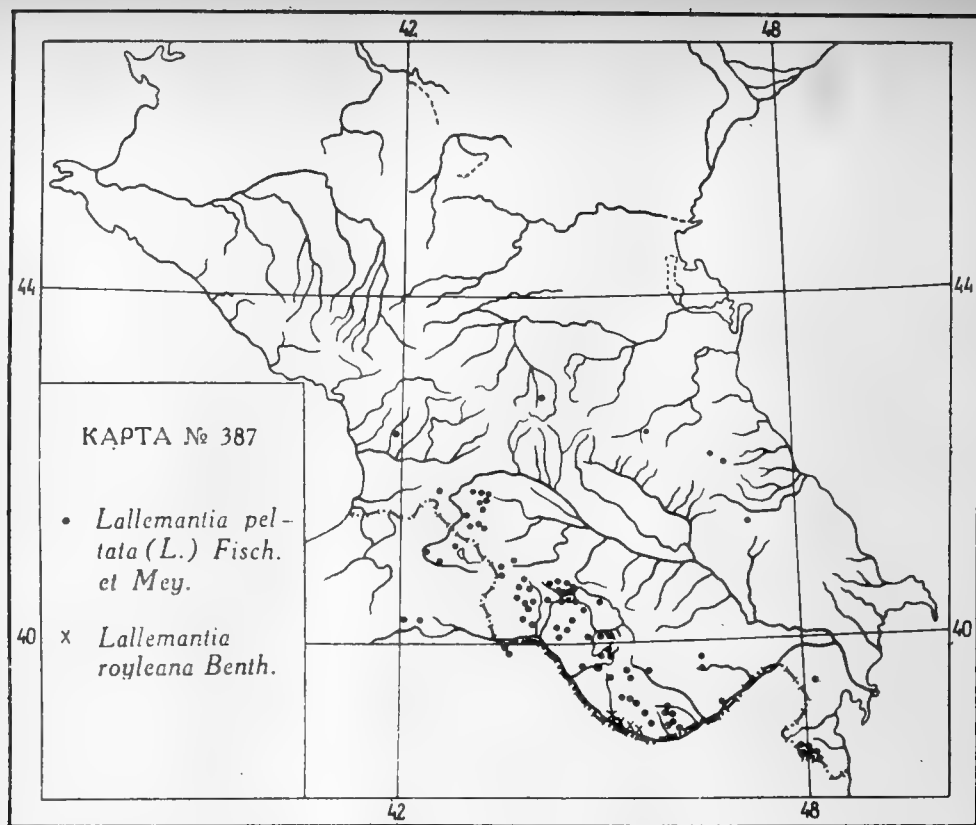 42 48
44 44
КАРТА № 387
• Lallemantia pel-
tata (L.) Fisch.
et Mey.
40 40
x Lallemantia
royleana Benth.
42 48